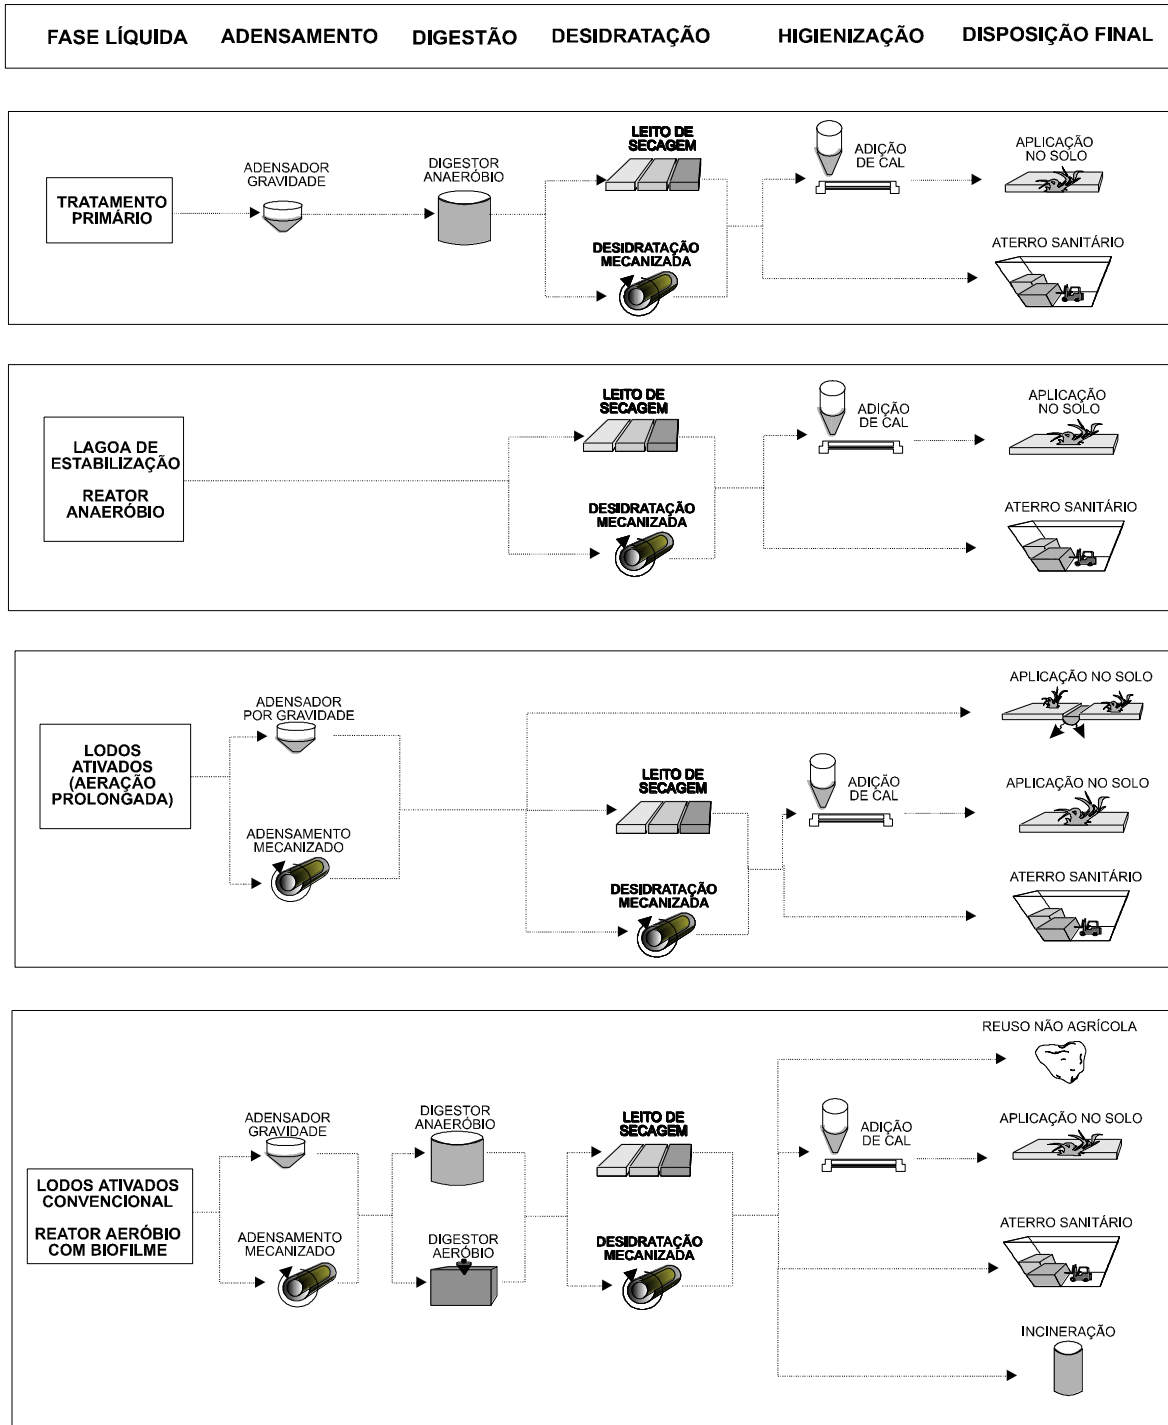 FASE LÍQUIDA ADENSAMENTO DIGESTÃO DESIDRATAÇÃO HIGIENIZAÇÃO DISPOSIÇÃO FINAL
TRATAMENTO
PRIMÁRIO
ADENSADOR
GRAVIDADE
DIGESTOR
ANAERÓBIO
LEITO DE
SECAGEM
DESIDRATAÇÃO
MECANIZADA
ADIÇÃO
DE CAL
APLICAÇÃO
NO SOLO
ATERRO SANITÁRIO
LAGOA DE
ESTABILIZAÇÃO
REATOR
ANAERÓBIO
LEITO DE
SECAGEM
DESIDRATAÇÃO
MECANIZADA
ADIÇÃO
DE CAL
APLICAÇÃO
NO SOLO
ATERRO SANITÁRIO
LODOS
ATIVADOS
(AERAÇÃO
PROLONGADA)
ADENSADOR
POR GRAVIDADE
ADENSAMENTO
MECANIZADO
LEITO DE
SECAGEM
DESIDRATAÇÃO
MECANIZADA
ADIÇÃO
DE CAL
APLICAÇÃO NO SOLO
APLICAÇÃO NO SOLO
ATERRO SANITÁRIO
LODOS ATIVADOS
CONVENCIONAL
REATOR AERÓBIO
COM BIOFILME
ADENSADOR
GRAVIDADE
ADENSAMENTO
MECANIZADO
DIGESTOR
ANAERÓBIO
DIGESTOR
AERÓBIO
LEITO DE
SECAGEM
DESIDRATAÇÃO
MECANIZADA
ADIÇÃO
DE CAL
REUSO NÃO AGRÍCOLA
APLICAÇÃO NO SOLO
ATERRO SANITÁRIO
INCINERAÇÃO